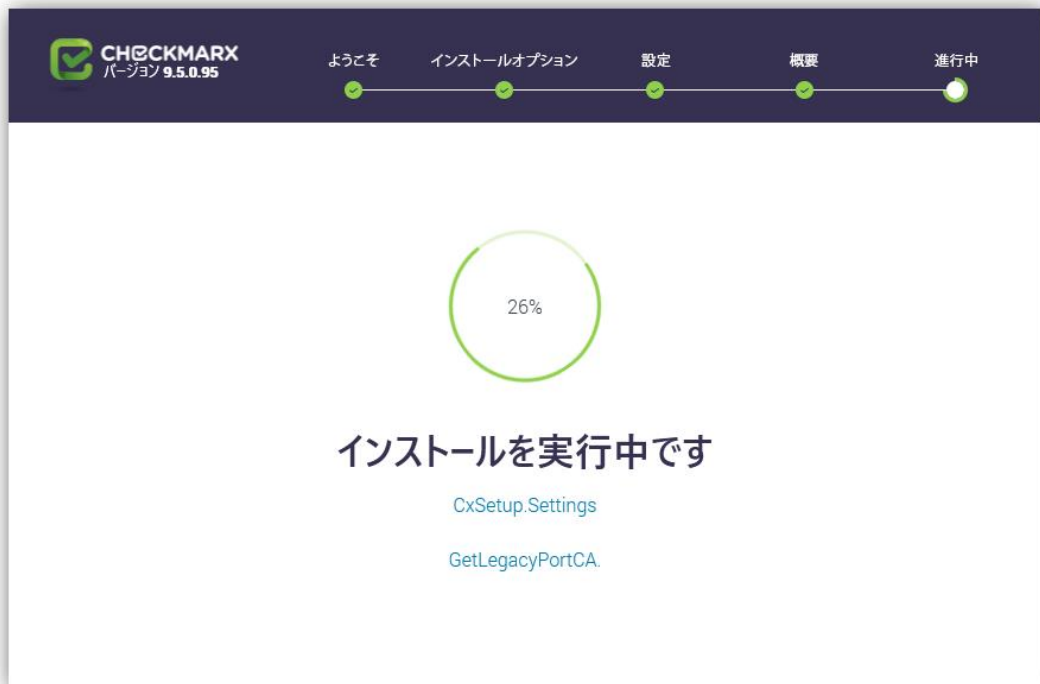 CHECKMARX
バージョン 9.5.0.95
ようこそ
インストールオプション
設定
概要
進行中
26%
インストールを実行中です
CxSetup.Settings
GetLegacyPortCA.